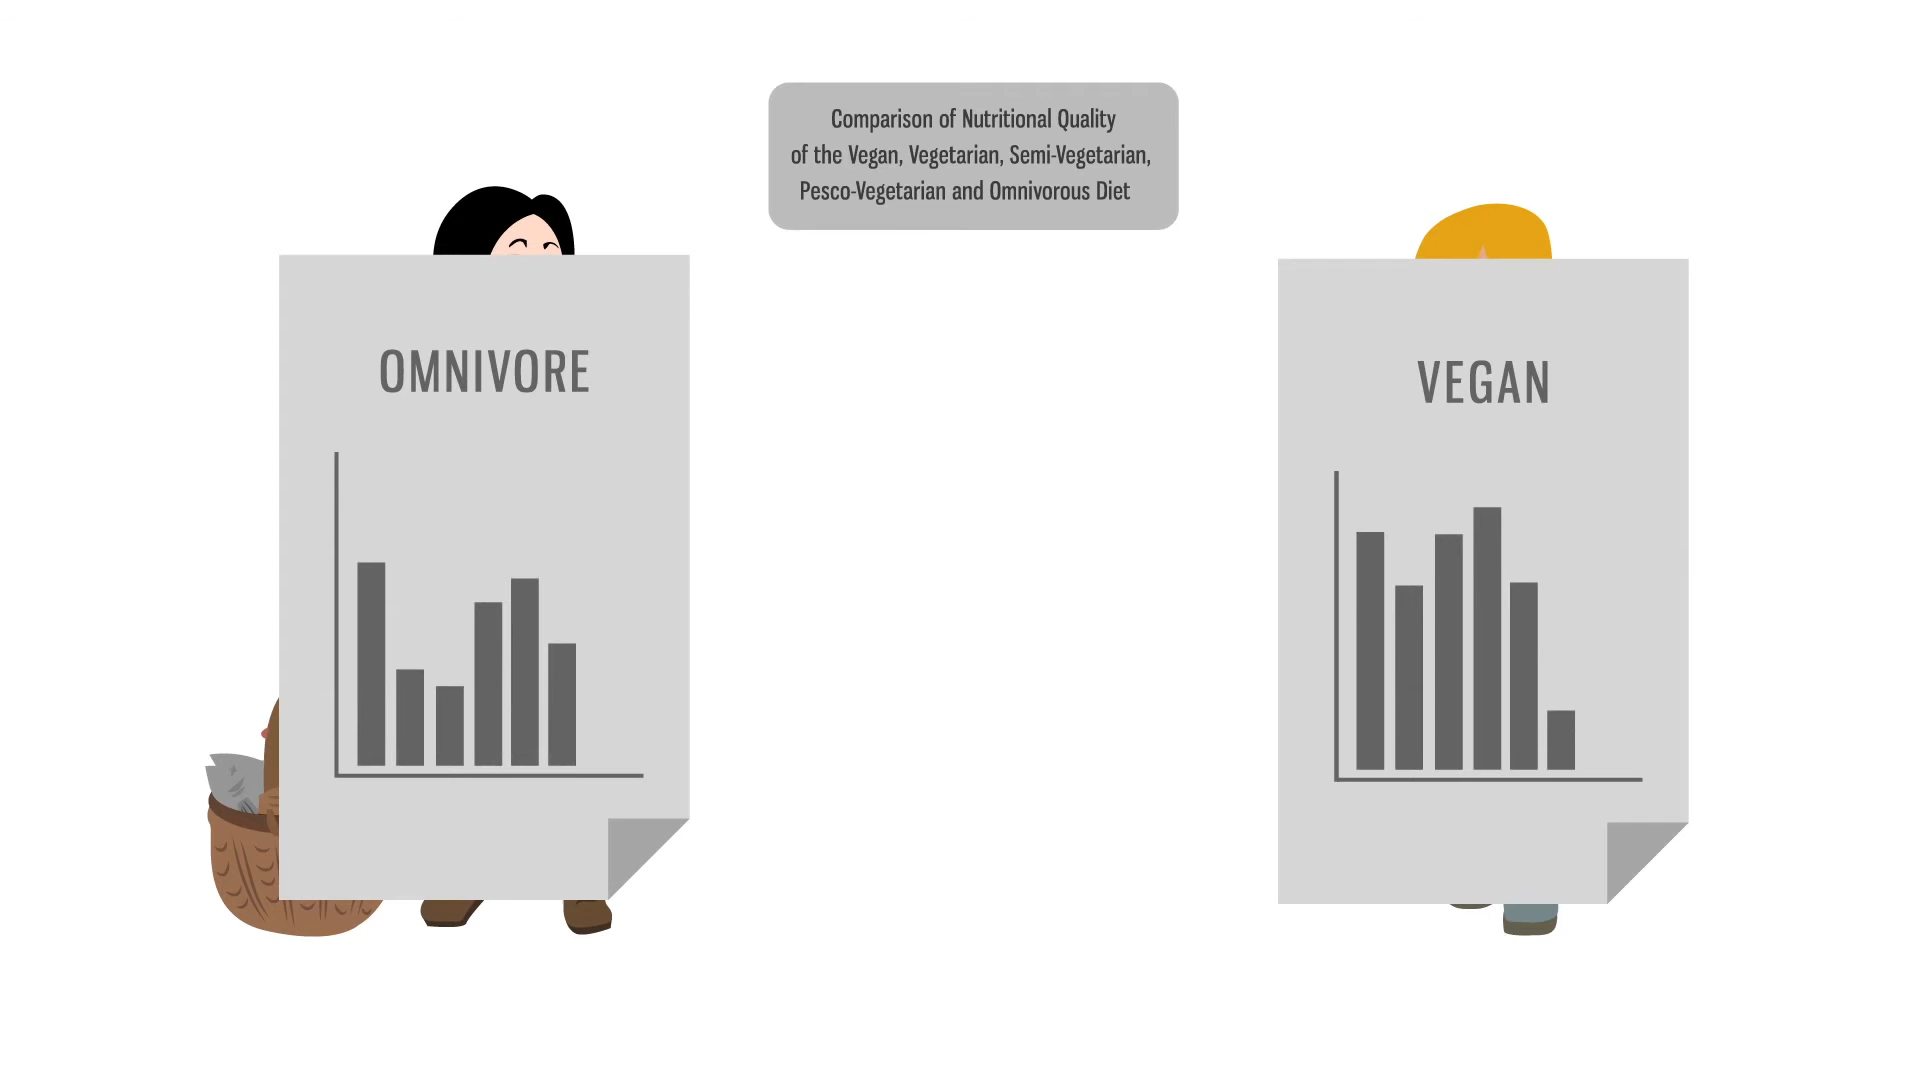 Comparison of Nutritional Quality
of the Vegan, Vegetarian, Semi-Vegetarian,
Pesco-Vegetarian and Omnivorous Diet
OMNIVORE
VEGAN